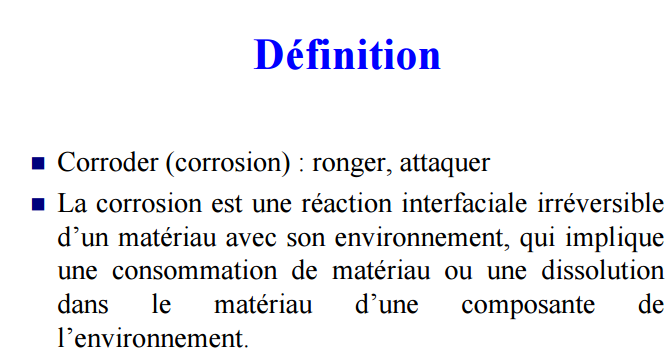 Définition
Corroder (corrosion) : ronger, attaquer
La corrosion est une réaction interfaciale irréversible
d’un matériau avec son environnement, qui implique
une consommation de matériau ou une dissolution
dans le matériau d’une composante de
l’environnement.